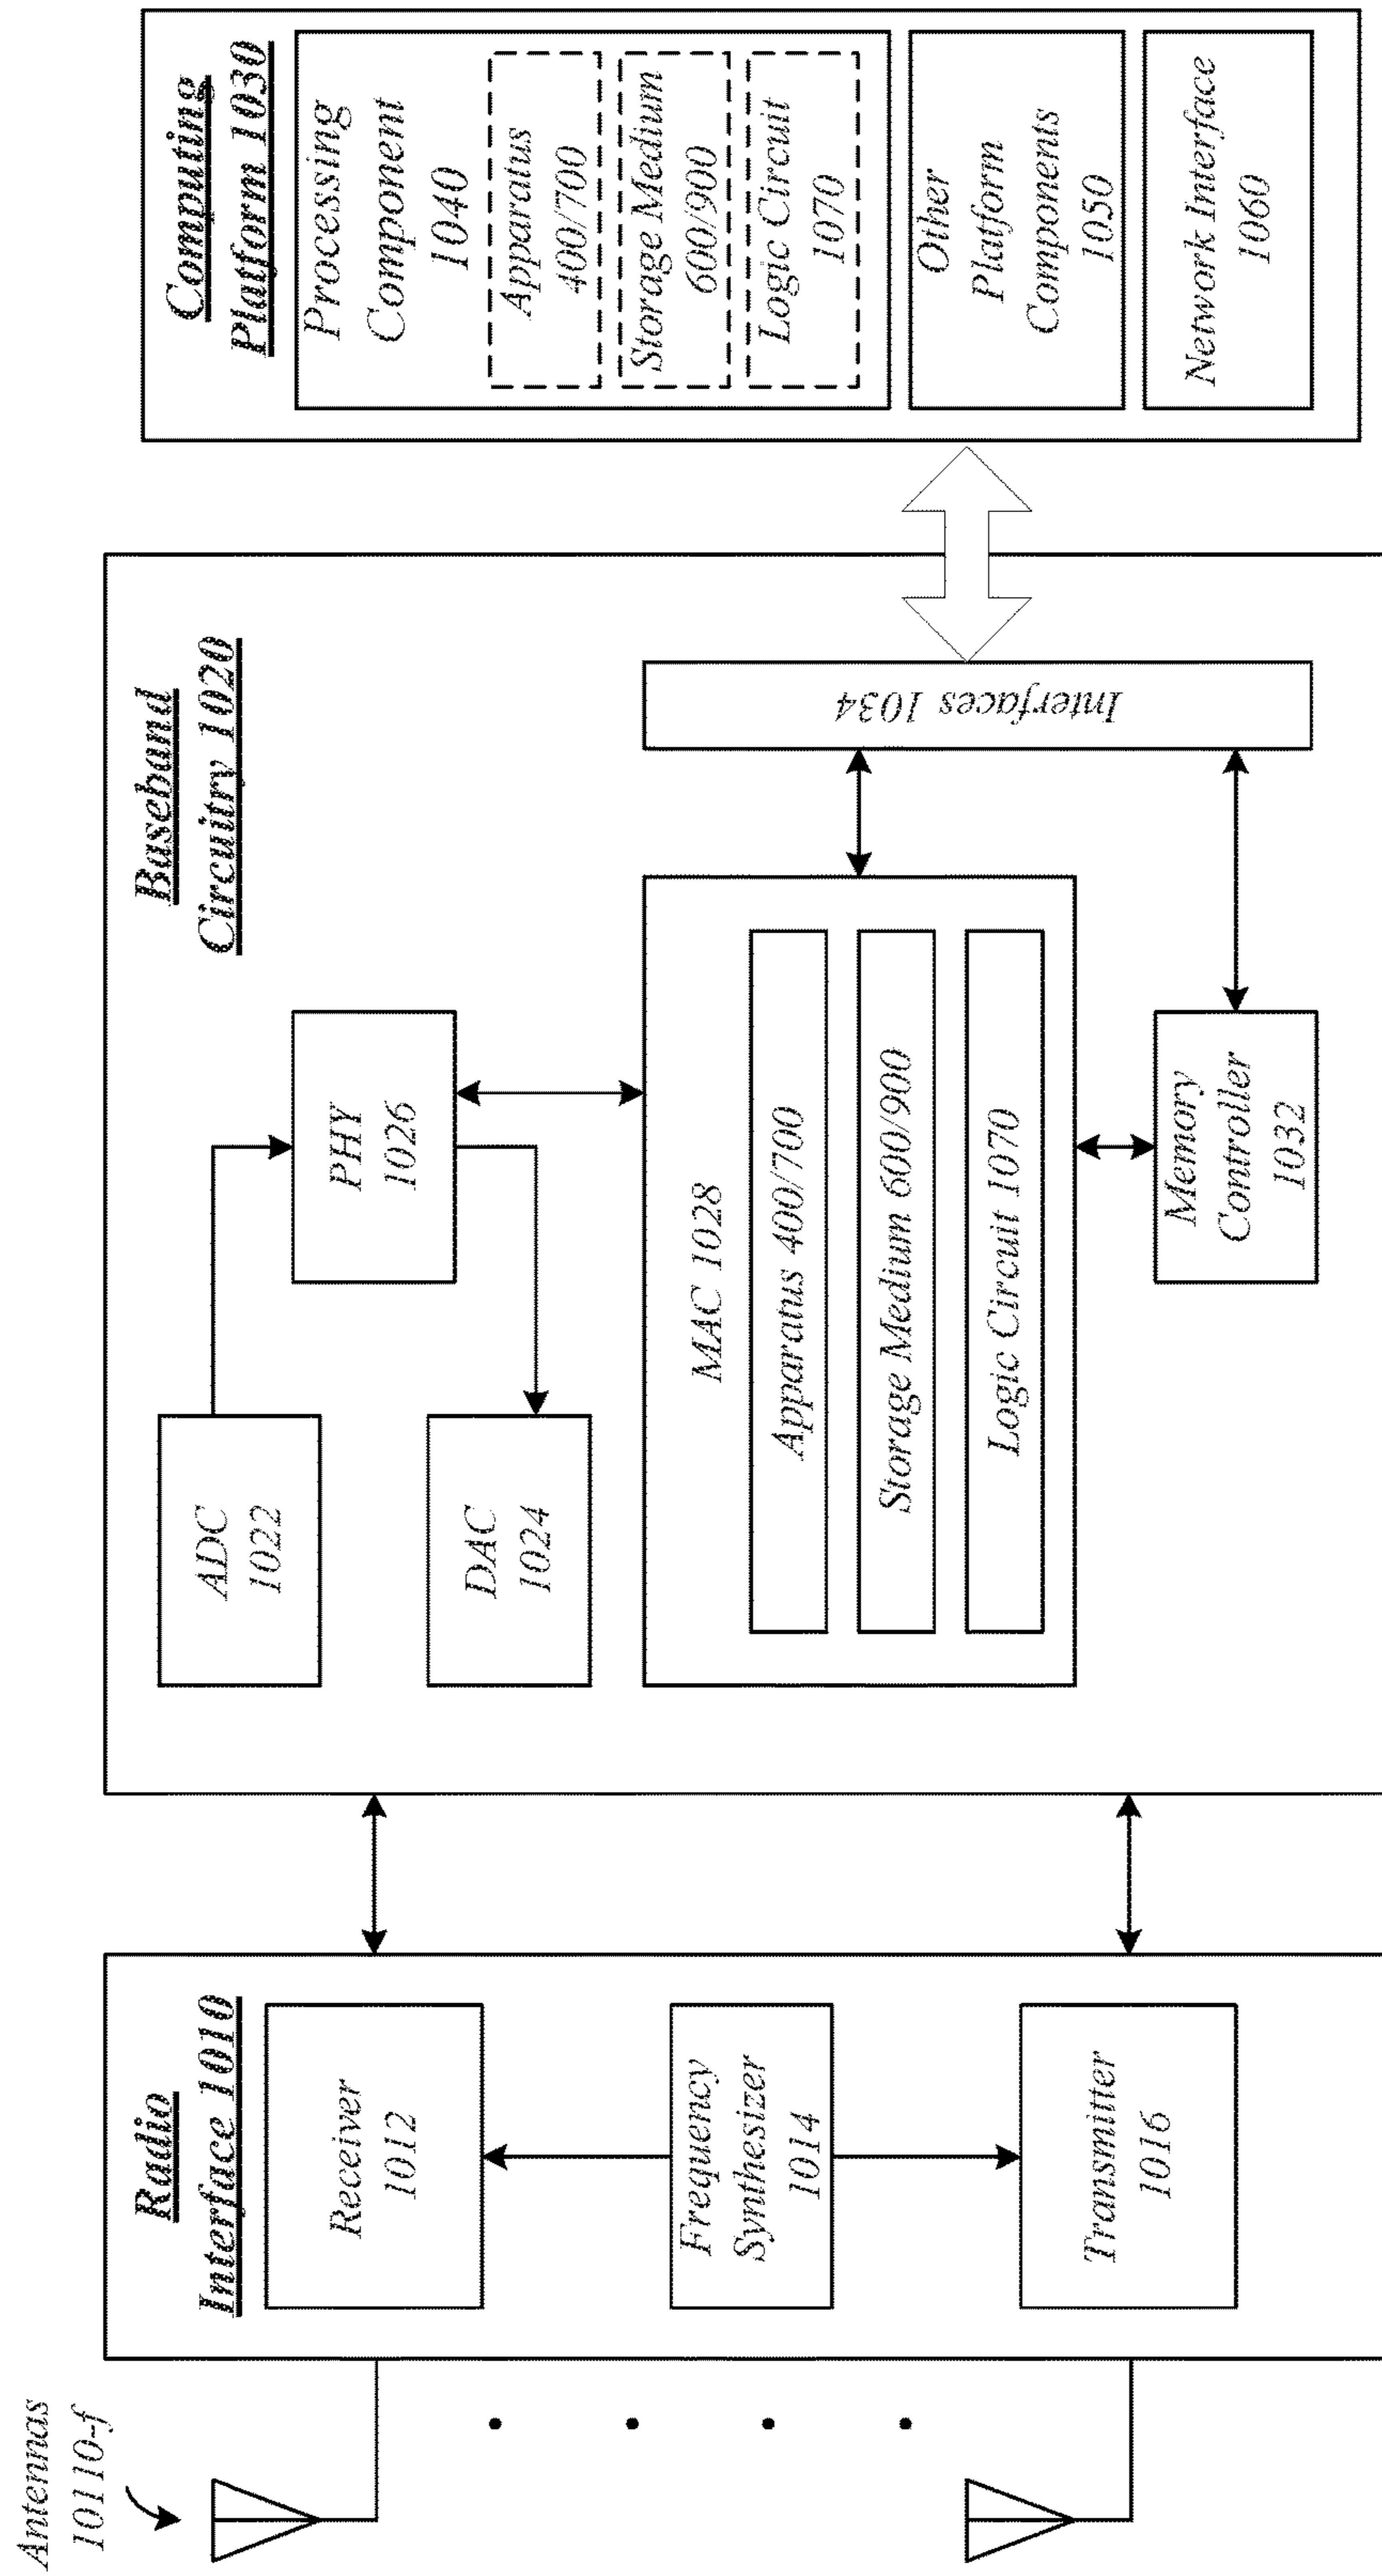 Antennas
10110-f
Radio
Interface 1010
Receiver
1012
Frequency
Synthesizer
1014
Transmitter
1016
Baseband
Circuitry 1020
ADC
1022
DAC
1024
PHY
1026
MAC 1028
Apparatus 400/700
Storage Medium 600/900
Logic Circuit 1070
Memory
Controller
1032
Interfaces 1034
Computing
Platform 1030
Processing
Component
1040
Apparatus
400/700
Storage Medium
600/900
Logic Circuit
1070
Other
Platform
Components
1050
Network Interface
1060